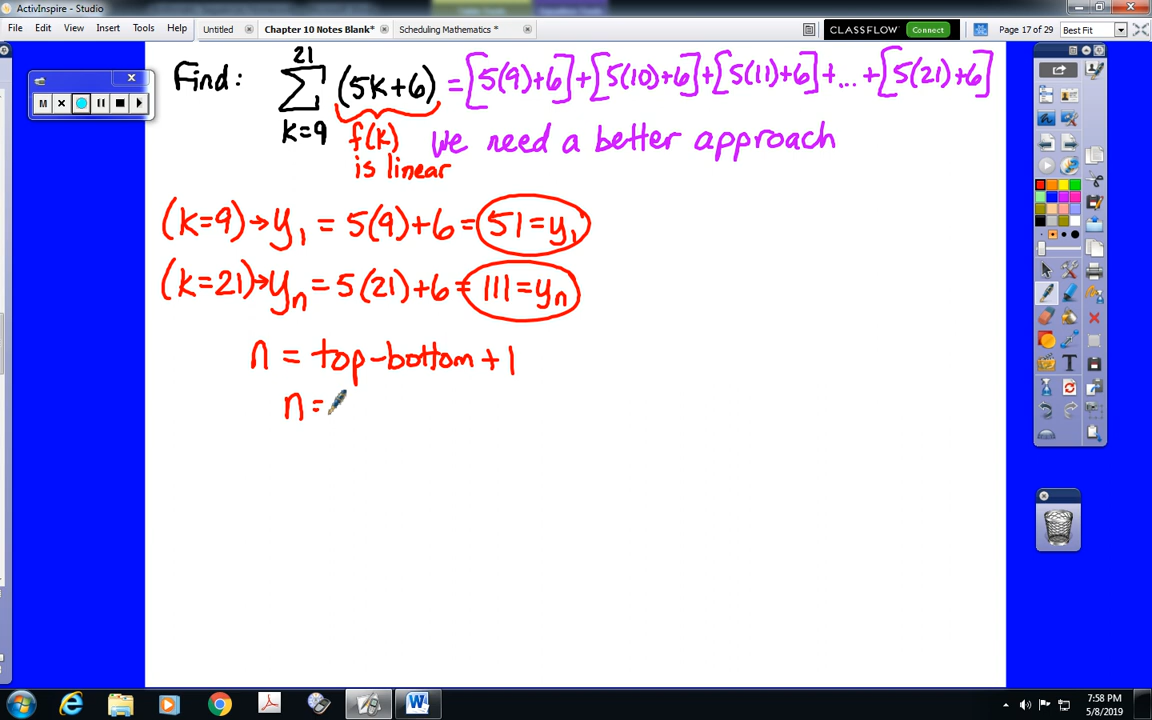 ActivInspire - Studio
File Edit View Insert Tools Help Untitled Chapter 10 Notes Blank* Scheduling Mathematics * CLASSFLOW Connect Page 17 of 29 Best Fit
Find: 21 ∑ k=9 (5k+6) = [5(9)+6]+[5(10)+6]+[5(11)+6]+...+[5(21)+6]
f(k) is linear
We need a better approach
(k=9)→y₁ = 5(9)+6 = 51 = y₁
(k=21)→yₙ = 5(21)+6 = 111 = yₙ
n = top-bottom + 1
n =
M
T
W
7:58 PM
5/8/2019